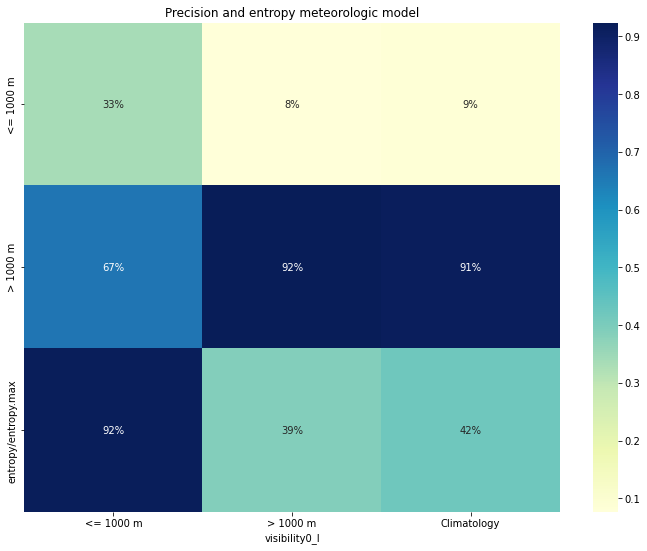 Precision and entropy meteorologic model
<= 1000 m
33%
8%
9%
> 1000 m
67%
92%
91%
entropy/entropy.max
92%
39%
42%
<= 1000 m
> 1000 m
Climatology
visibility0_l
0.9
0.8
0.7
0.6
0.5
0.4
0.3
0.2
0.1